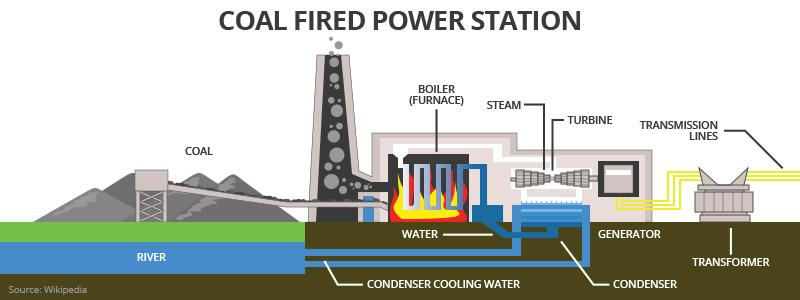 COAL FIRED POWER STATION
BOILER
(FURNACE)
STEAM
TURBINE
TRANSMISSION
LINES
COAL
WATER
GENERATOR
RIVER
TRANSFORMER
CONDENSER COOLING WATER
CONDENSER
Source: Wikipedia